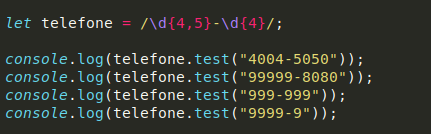 let telefone = /\d{4,5}-\d{4}/;
console.log(telefone.test("4004-5050"));
console.log(telefone.test("99999-8080"));
console.log(telefone.test("999-999"));
console.log(telefone.test("9999-9"));